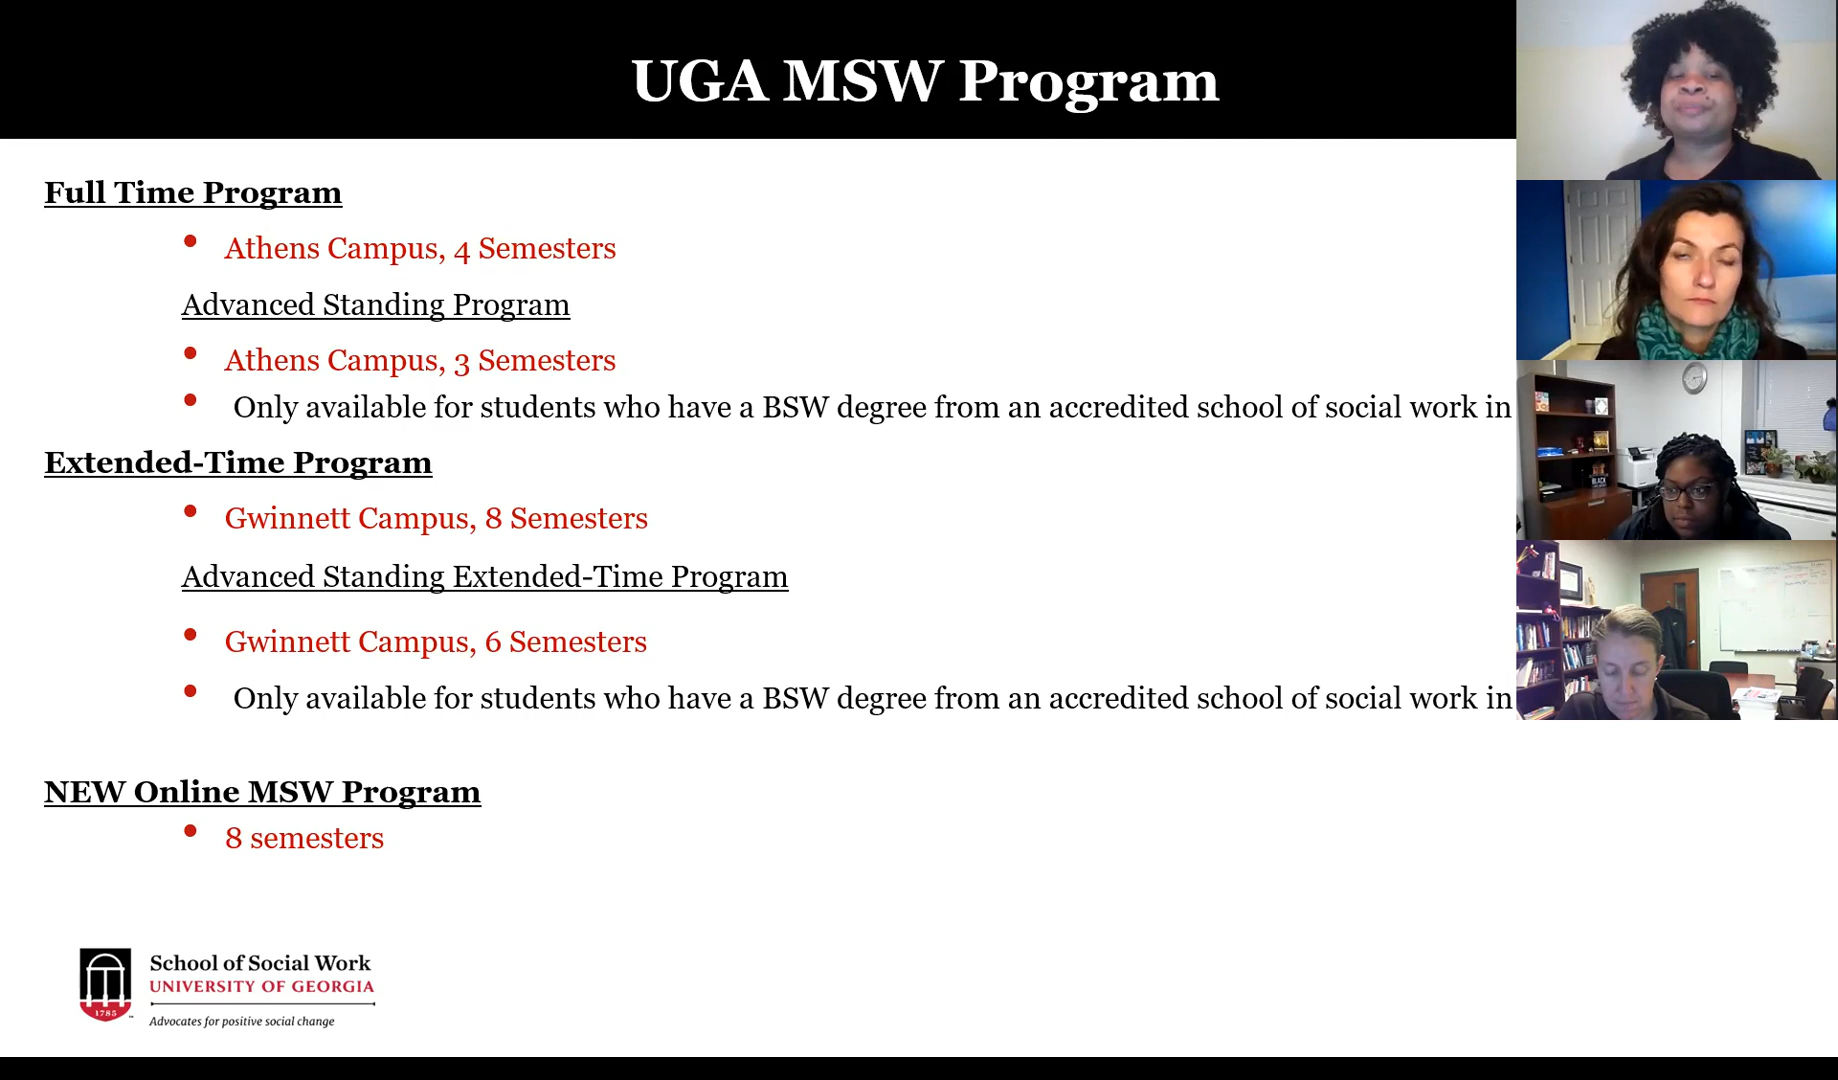 UGA MSW Program
Full Time Program
• Athens Campus, 4 Semesters
Advanced Standing Program
• Athens Campus, 3 Semesters
• Only available for students who have a BSW degree from an accredited school of social work in
Extended-Time Program
• Gwinnett Campus, 8 Semesters
Advanced Standing Extended-Time Program
• Gwinnett Campus, 6 Semesters
• Only available for students who have a BSW degree from an accredited school of social work in
NEW Online MSW Program
• 8 semesters
1785
School of Social Work
UNIVERSITY OF GEORGIA
Advocates for positive social change
BLACK